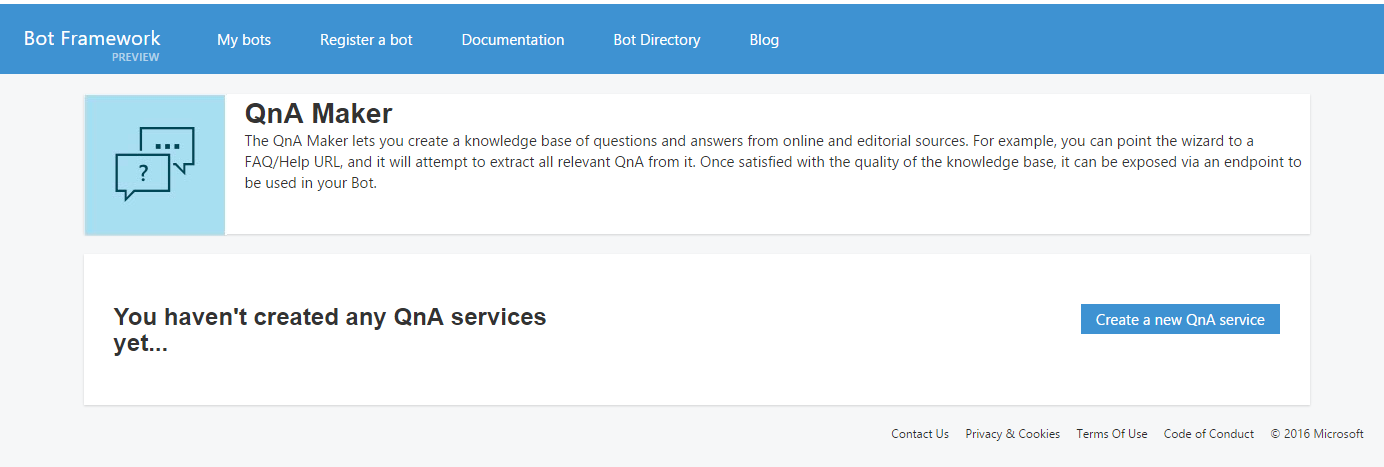 Bot Framework
PREVIEW
My bots
Register a bot
Documentation
Bot Directory
Blog
?
QnA Maker
The QnA Maker lets you create a knowledge base of questions and answers from online and editorial sources. For example, you can point the wizard to a
FAQ/Help URL, and it will attempt to extract all relevant QnA from it. Once satisfied with the quality of the knowledge base, it can be exposed via an endpoint to
be used in your Bot.
You haven't created any QnA services
yet...
Create a new QnA service
Contact Us
Privacy & Cookies
Terms Of Use
Code of Conduct
© 2016 Microsoft